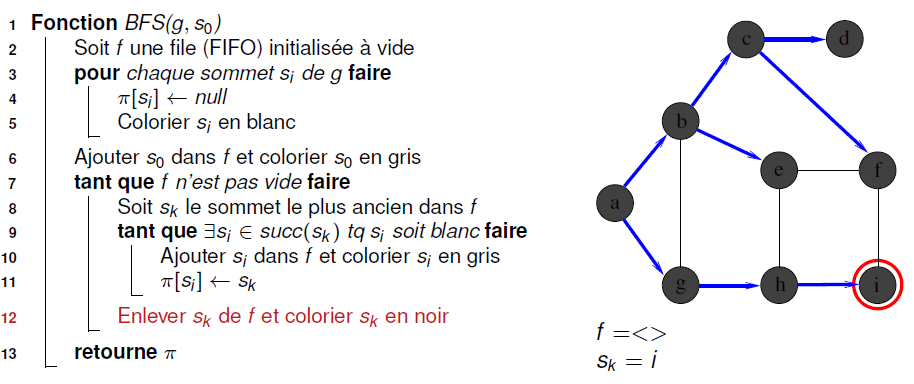 1 Fonction BFS(g, s₀)
2 Soit f une file (FIFO) initialisée à vide
3 pour chaque sommet sᵢ de g faire
4 π[sᵢ] ← null
5 Colorier sᵢ en blanc
6 Ajouter s₀ dans f et colorier s₀ en gris
7 tant que f n'est pas vide faire
8 Soit sₖ le sommet le plus ancien dans f
9 tant que ∃sᵢ ∈ succ(sₖ) tq sᵢ soit blanc faire
10 Ajouter sᵢ dans f et colorier sᵢ en gris
11 π[sᵢ] ← sₖ
12 Enlever sₖ de f et colorier sₖ en noir
13 retourne π
c d
b
e f
a
g h i
f =<>
sₖ = i